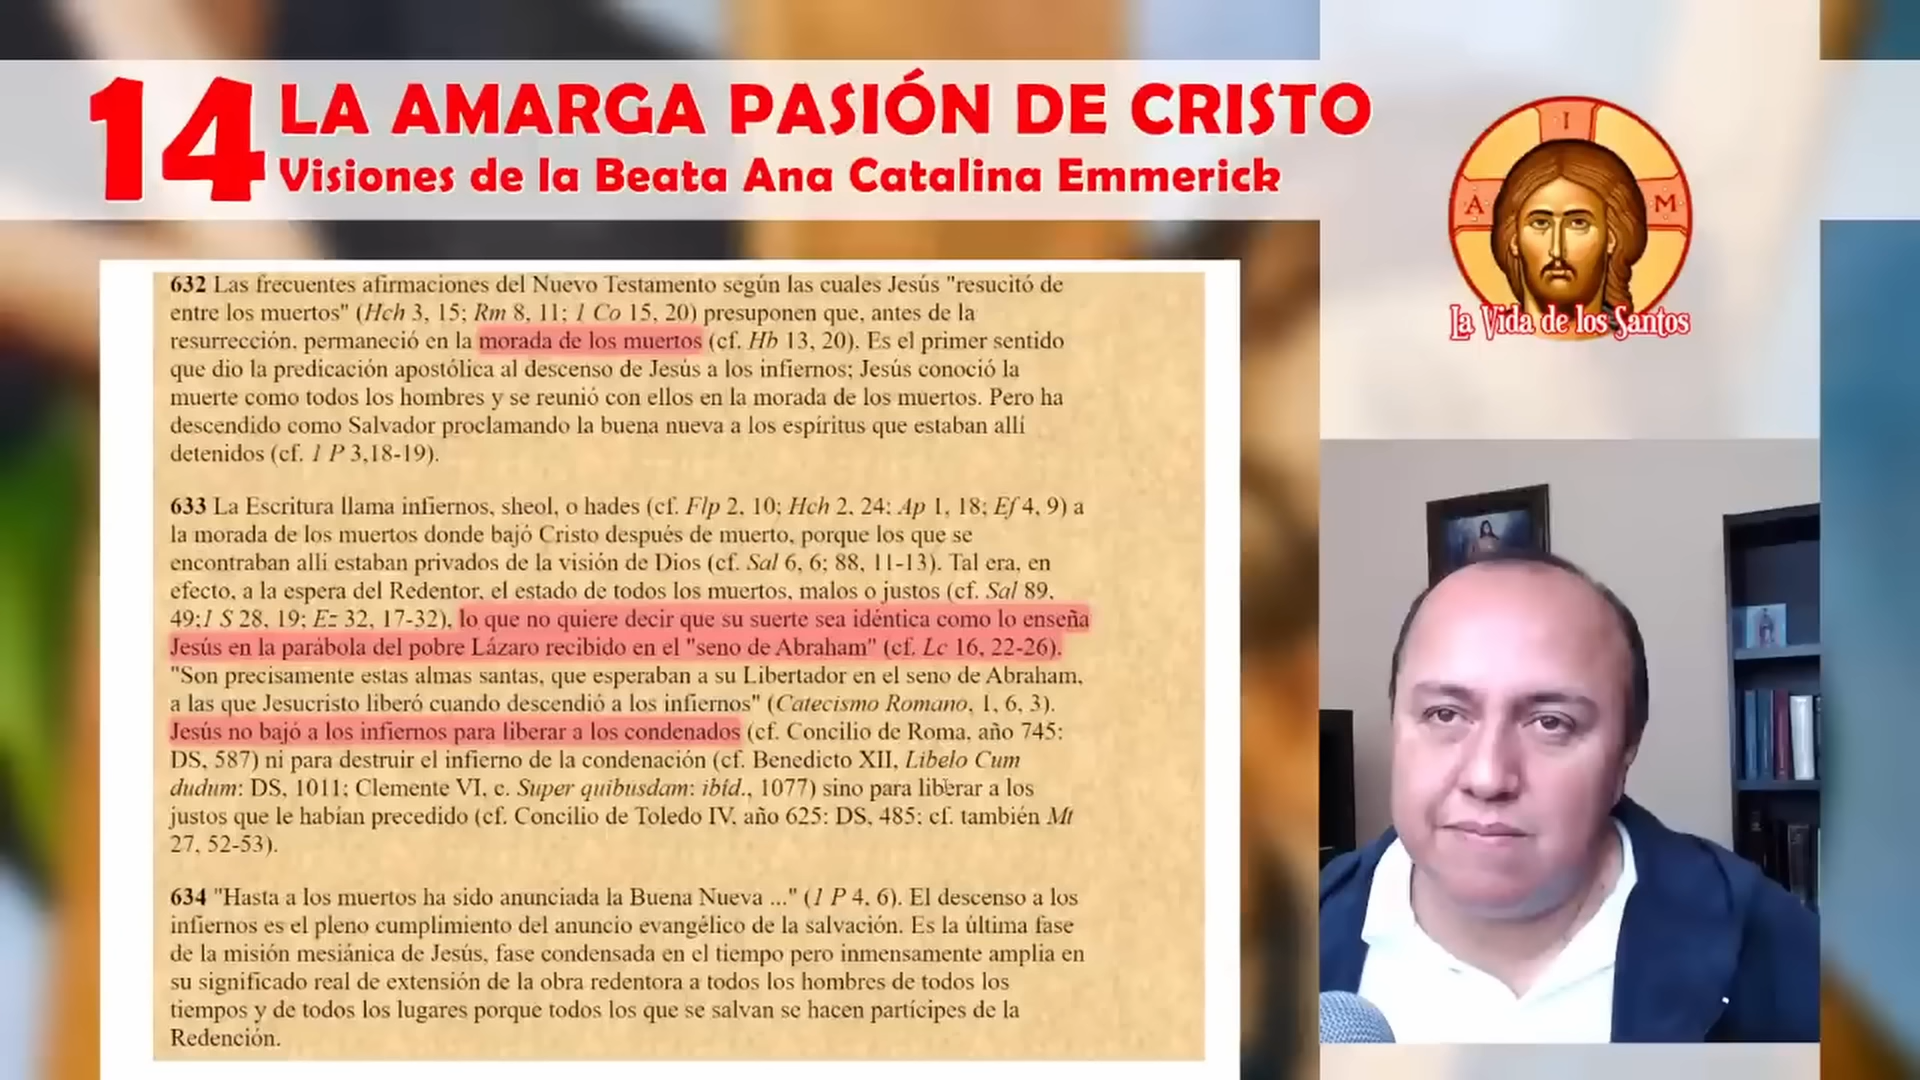 14
LA AMARGA PASIÓN DE CRISTO
Visiones de la Beata Ana Catalina Emmerick
I
A M
La Vida de los Santos
632 Las frecuentes afirmaciones del Nuevo Testamento según las cuales Jesús "resucitó de
entre los muertos" (Hch 3, 15; Rm 8, 11; 1 Co 15, 20) presuponen que, antes de la
resurrección, permaneció en la morada de los muertos (cf. Hb 13, 20). Es el primer sentido
que dio la predicación apostólica al descenso de Jesús a los infiernos; Jesús conoció la
muerte como todos los hombres y se reunió con ellos en la morada de los muertos. Pero ha
descendido como Salvador proclamando la buena nueva a los espíritus que estaban allí
detenidos (cf. 1 P 3,18-19).
633 La Escritura llama infiernos, sheol, o hades (cf. Flp 2, 10; Hch 2, 24; Ap 1, 18; Ef 4, 9) a
la morada de los muertos donde bajó Cristo después de muerto, porque los que se
encontraban allí estaban privados de la visión de Dios (cf. Sal 6, 6; 88, 11-13). Tal era, en
efecto, a la espera del Redentor, el estado de todos los muertos, malos o justos (cf. Sal 89,
49;1 S 28, 19; Ez 32, 17-32), lo que no quiere decir que su suerte sea idéntica como lo enseña
Jesús en la parábola del pobre Lázaro recibido en el "seno de Abraham" (cf. Lc 16, 22-26).
"Son precisamente estas almas santas, que esperaban a su Libertador en el seno de Abraham,
a las que Jesucristo liberó cuando descendió a los infiernos" (Catecismo Romano, 1, 6, 3).
Jesús no bajó a los infiernos para liberar a los condenados (cf. Concilio de Roma, año 745:
DS, 587) ni para destruir el infierno de la condenación (cf. Benedicto XII, Libelo Cum
dudum: DS, 1011; Clemente VI, c. Super quibusdam: ibíd., 1077) sino para liberar a los
justos que le habían precedido (cf. Concilio de Toledo IV, año 625: DS, 485; cf. también Mt
27, 52-53).
634 "Hasta a los muertos ha sido anunciada la Buena Nueva ..." (1 P 4, 6). El descenso a los
infiernos es el pleno cumplimiento del anuncio evangélico de la salvación. Es la última fase
de la misión mesiánica de Jesús, fase condensada en el tiempo pero inmensamente amplia en
su significado real de extensión de la obra redentora a todos los hombres de todos los
tiempos y de todos los lugares porque todos los que se salvan se hacen partícipes de la
Redención.